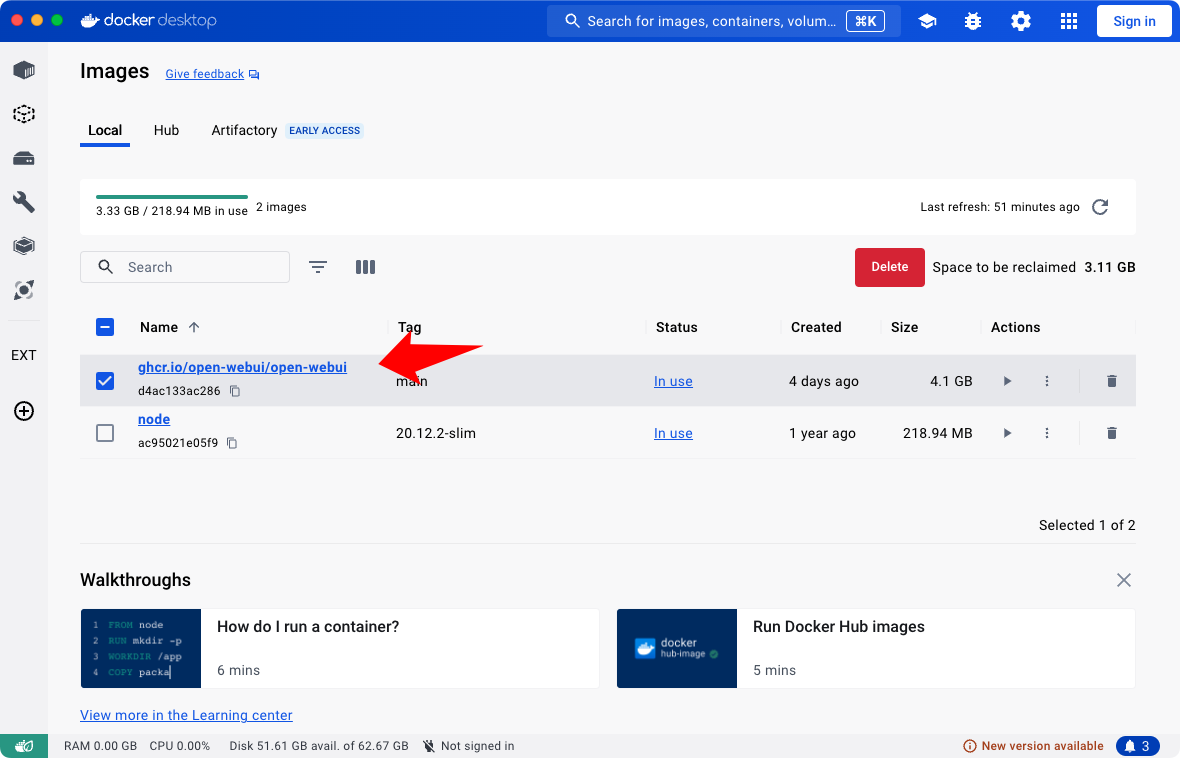 docker desktop
Search for images, containers, volum... ⌘K
Sign in
Images
Give feedback
Local
Hub
Artifactory
EARLY ACCESS
3.33 GB / 218.94 MB in use
2 images
Last refresh: 51 minutes ago
Search
Delete
Space to be reclaimed 3.11 GB
Name
Tag
Status
Created
Size
Actions
EXT
ghcr.io/open-webui/open-webui
d4ac133ac286
main
In use
4 days ago
4.1 GB
node
ac95021e05f9
20.12.2-slim
In use
1 year ago
218.94 MB
Selected 1 of 2
Walkthroughs
1 FROM node
2 RUN mkdir -p
3 WORKDIR /app
4 COPY packa
How do I run a container?
6 mins
docker
hub-image
Run Docker Hub images
5 mins
View more in the Learning center
RAM 0.00 GB CPU 0.00% Disk 51.61 GB avail. of 62.67 GB Not signed in
New version available
3